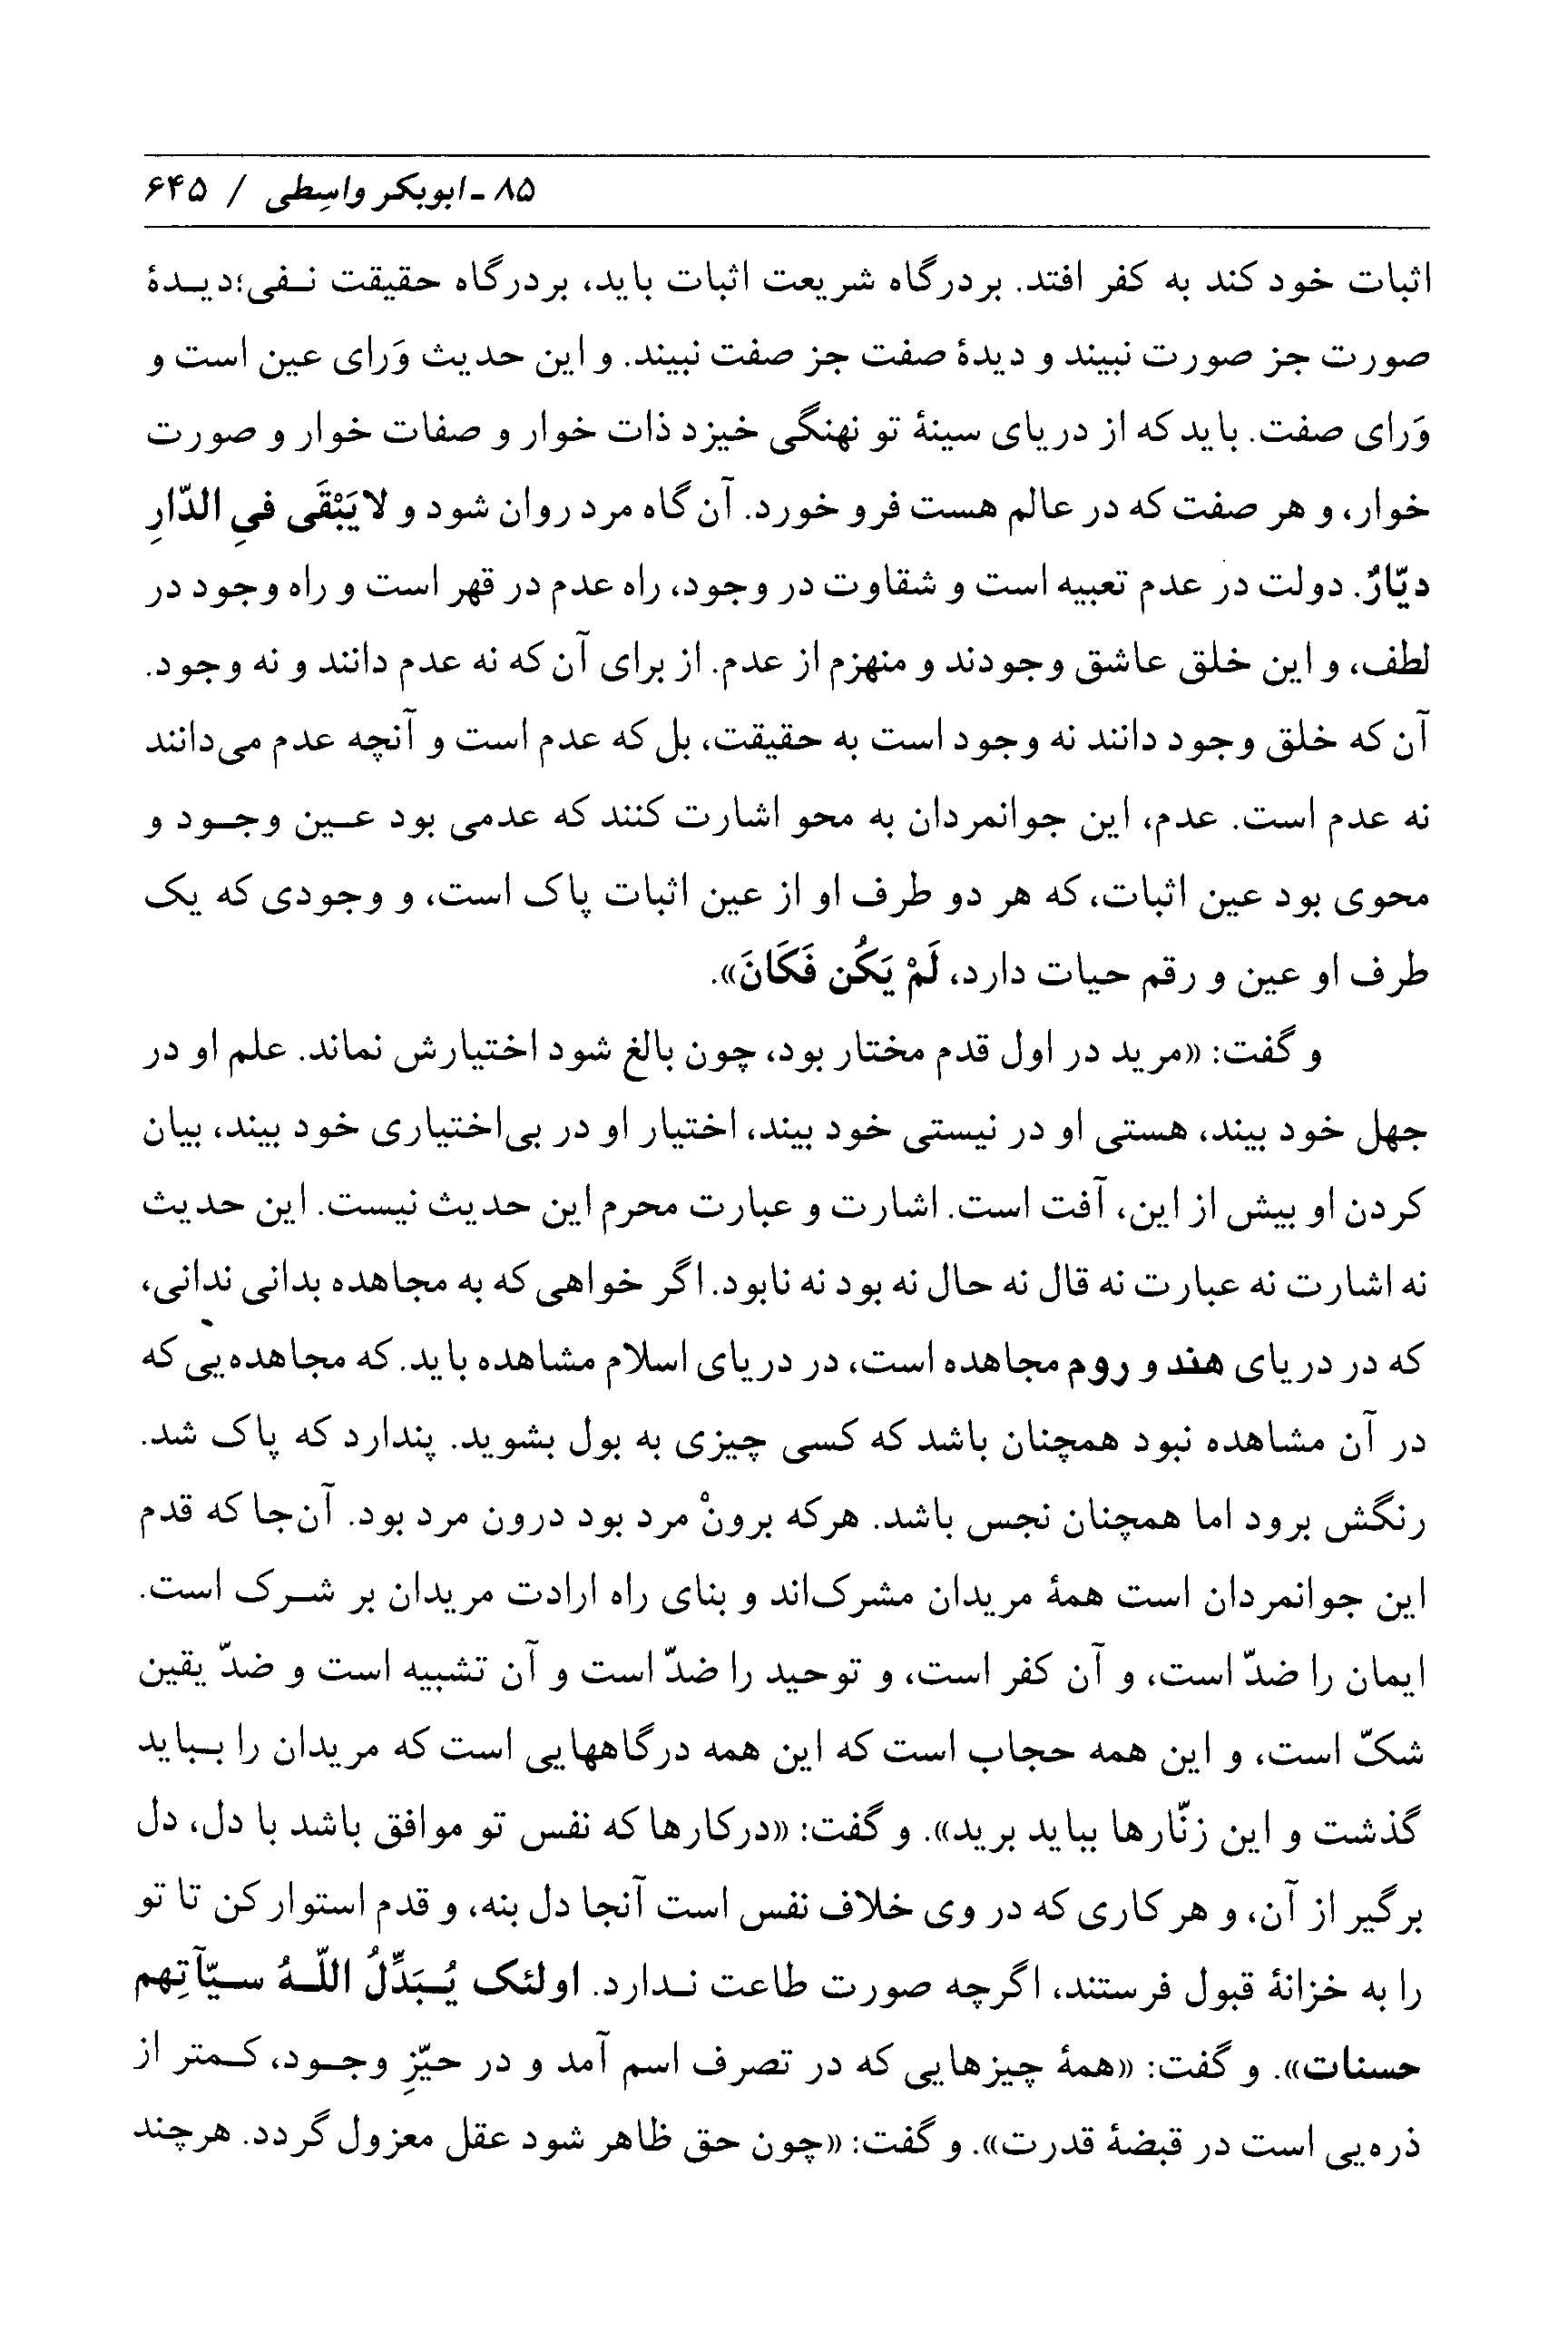 ۸۵ ـ ابوبکر واسِطی / ۶۴۵
اثبات خود کند به کفر افتد. بردرگاه شریعت اثبات باید، بردرگاه حقیقت نـفی؛دیـدهٔ
صورت جز صورت نبیند و دیدهٔ صفت جز صفت نبیند. و این حدیث وَرای عین است و
وَرای صفت. باید که از دریای سینهٔ تو نهنگی خیزد ذات خوار و صفات خوار و صورت
خوار، و هر صفت که در عالم هست فرو خورد. آن گاه مرد روان شود و لایَبْقَی فیِ الدّارِ
دیّارٌ. دولت در عدم تعبیه است و شقاوت در وجود، راه عدم در قهر است و راه وجود در
لطف، و این خلق عاشق وجودند و منهزم از عدم. از برای آن که نه عدم دانند و نه وجود.
آن که خلق وجود دانند نه وجود است به حقیقت، بل که عدم است و آنچه عدم می‌دانند
نه عدم است. عدم، این جوانمردان به محو اشارت کنند که عدمی بود عـین وجـود و
محوی بود عین اثبات، که هر دو طرف او از عین اثبات پاک است، و وجودی که یک
طرف او عین و رقم حیات دارد، لَمْ یَکُن فَکَانَ».
و گفت: «مرید در اول قدم مختار بود، چون بالغ شود اختیارش نماند. علم او در
جهل خود بیند، هستی او در نیستی خود بیند، اختیار او در بی‌اختیاری خود بیند، بیان
کردن او بیش از این، آفت است. اشارت و عبارت محرم این حدیث نیست. این حدیث
نه اشارت نه عبارت نه قال نه حال نه بود نه نابود. اگر خواهی که به مجاهده بدانی ندانی،
که در دریای هند و روم مجاهده است، در دریای اسلام مشاهده باید. که مجاهده‌یی که
در آن مشاهده نبود همچنان باشد که کسی چیزی به بول بشوید. پندارد که پاک شد.
رنگش برود اما همچنان نجس باشد. هرکه برونْ مرد بود درون مرد بود. آن‌جا که قدم
این جوانمردان است همهٔ مریدان مشرک‌اند و بنای راه ارادت مریدان بر شـرک است.
ایمان را ضدّ است، و آن کفر است، و توحید را ضدّ است و آن تشبیه است و ضدّ یقین
شکّ است، و این همه حجاب است که این همه درگاههایی است که مریدان را بـباید
گذشت و این زنّارها بباید برید». و گفت: «درکارها که نفس تو موافق باشد با دل، دل
برگیر از آن، و هر کاری که در وی خلاف نفس است آنجا دل بنه، و قدم استوار کن تا تو
را به خزانهٔ قبول فرستند، اگرچه صورت طاعت نـدارد. اولئک یُـبَدِّلُ اللّـهُ سـیّآتِهم
حسنات». و گفت: «همهٔ چیزهایی که در تصرف اسم آمد و در حیّزِ وجـود، کـمتر از
ذره‌یی است در قبضهٔ قدرت». و گفت: «چون حق ظاهر شود عقل معزول گردد. هرچند